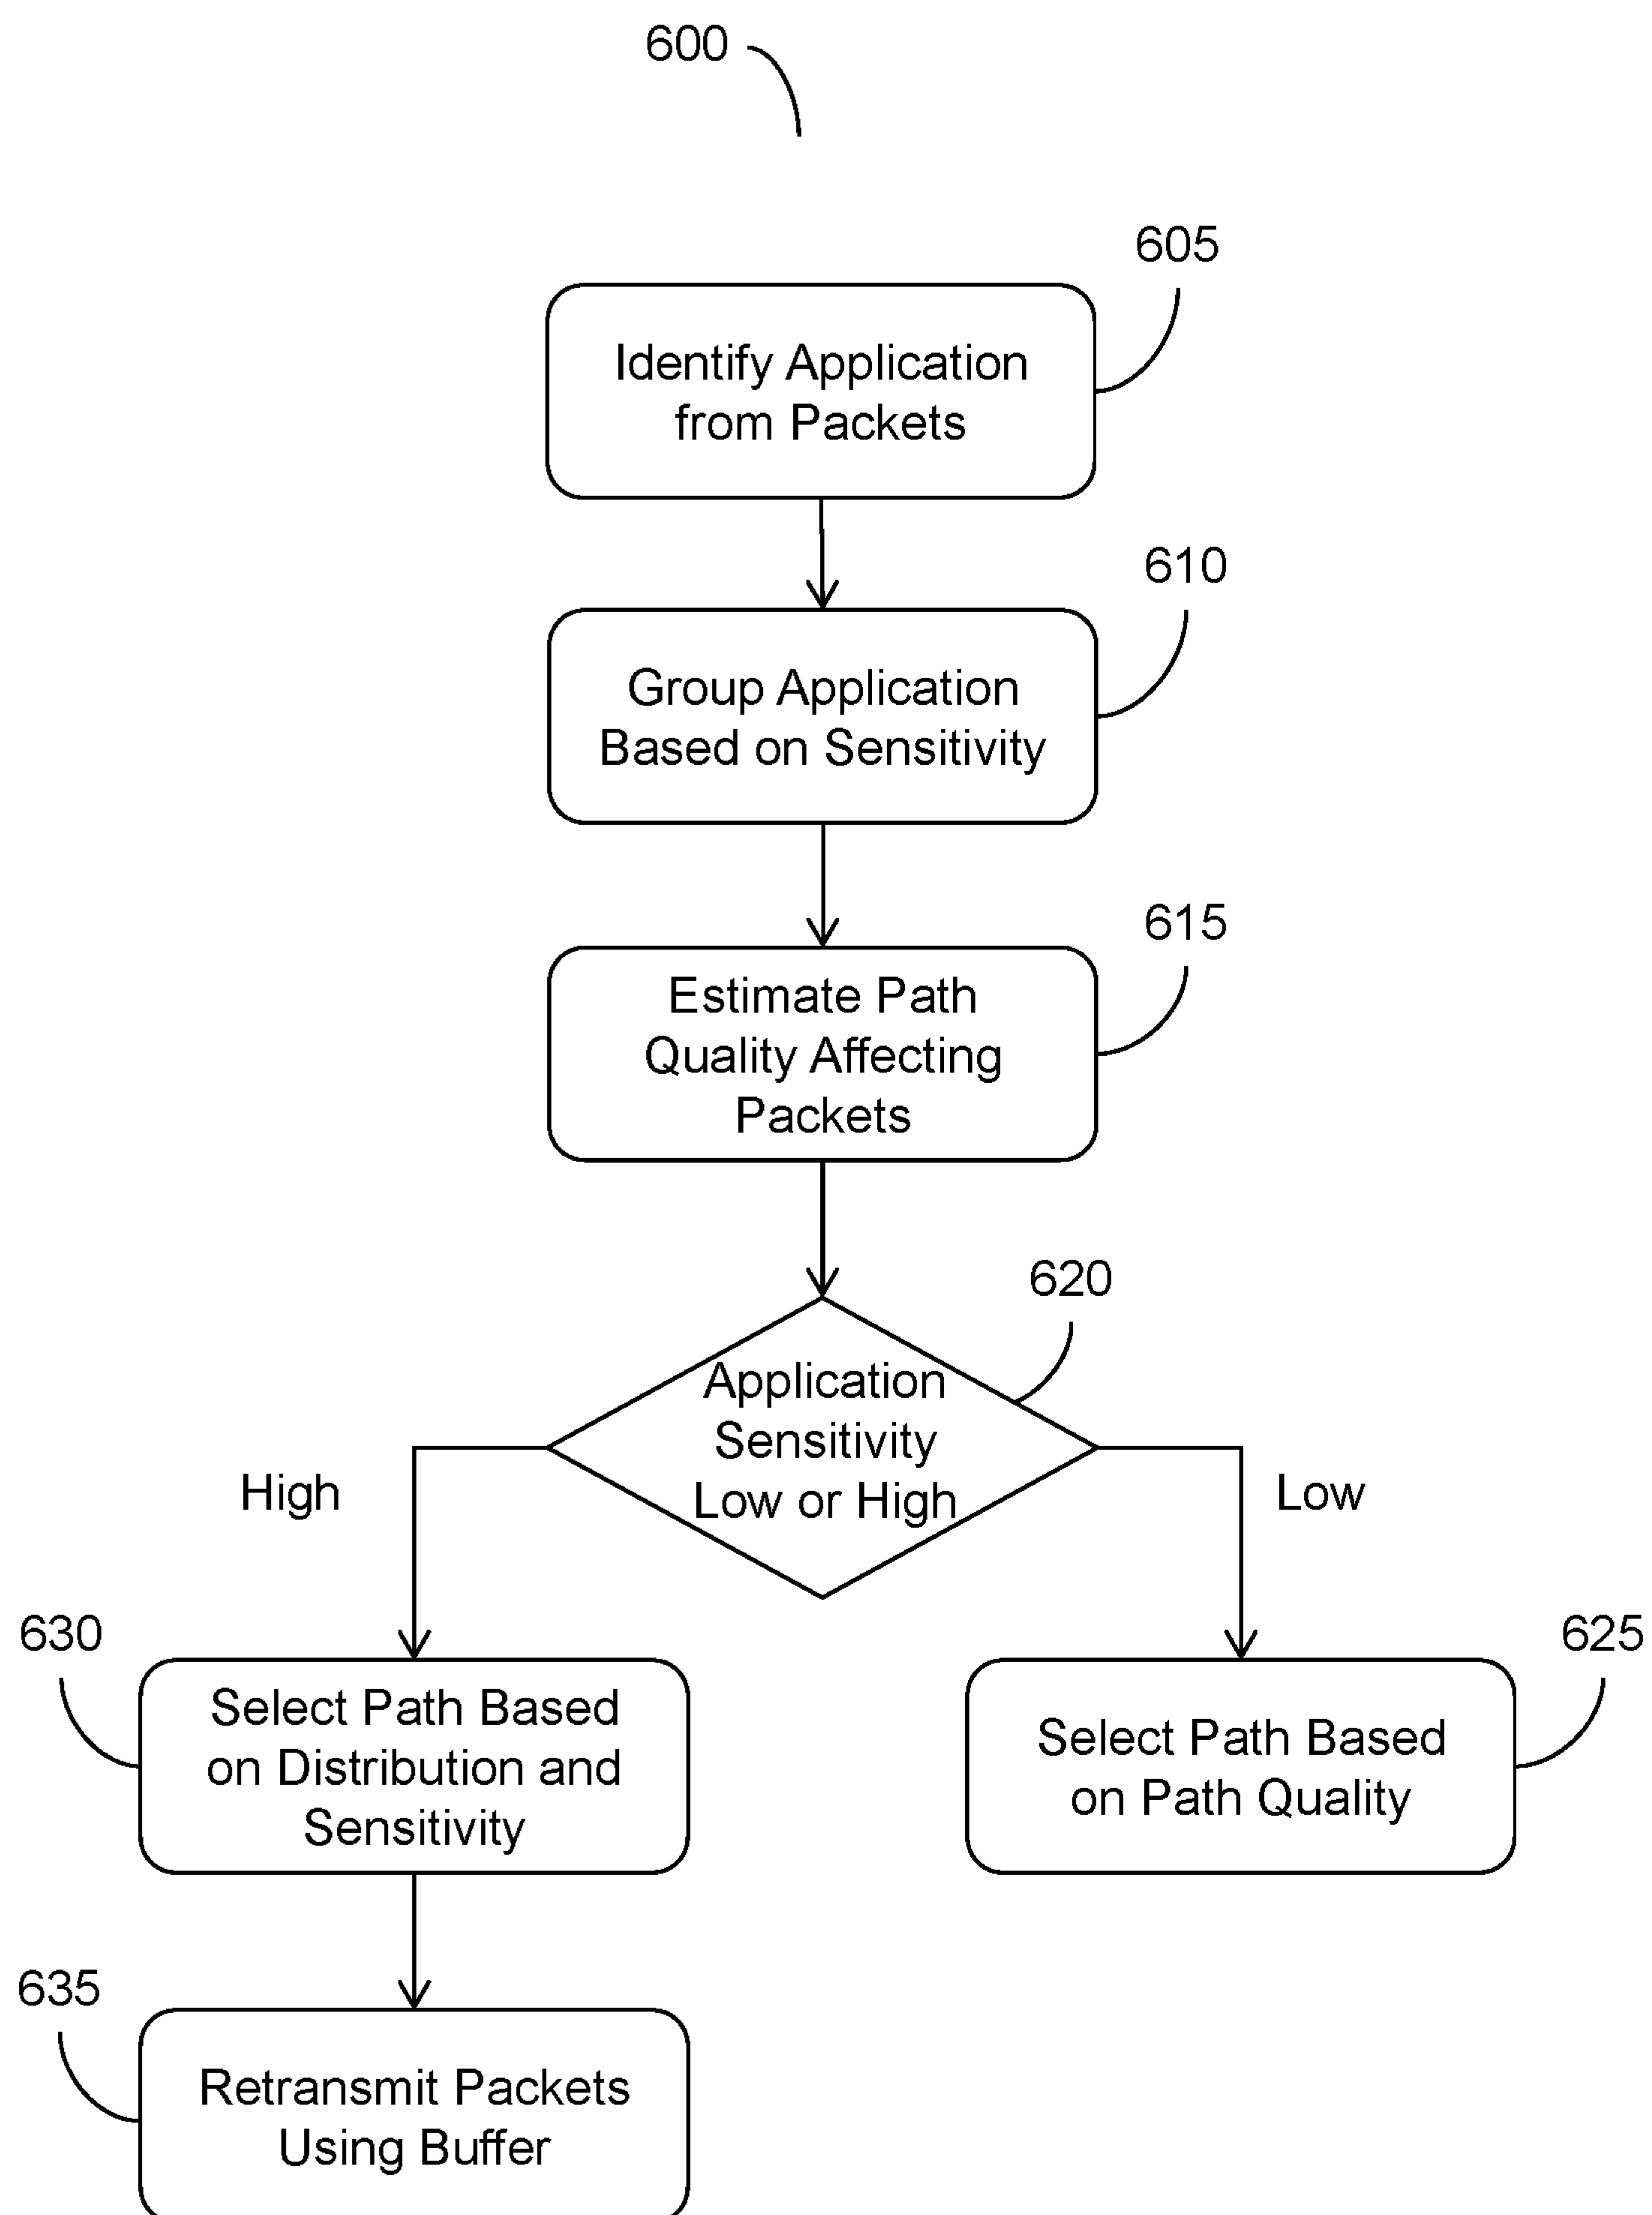 600
605
Identify Application
from Packets
610
Group Application
Based on Sensitivity
615
Estimate Path
Quality Affecting
Packets
620
Application
Sensitivity
Low or High
High
Low
630
625
Select Path Based
on Distribution and
Sensitivity
Select Path Based
on Path Quality
635
Retransmit Packets
Using Buffer